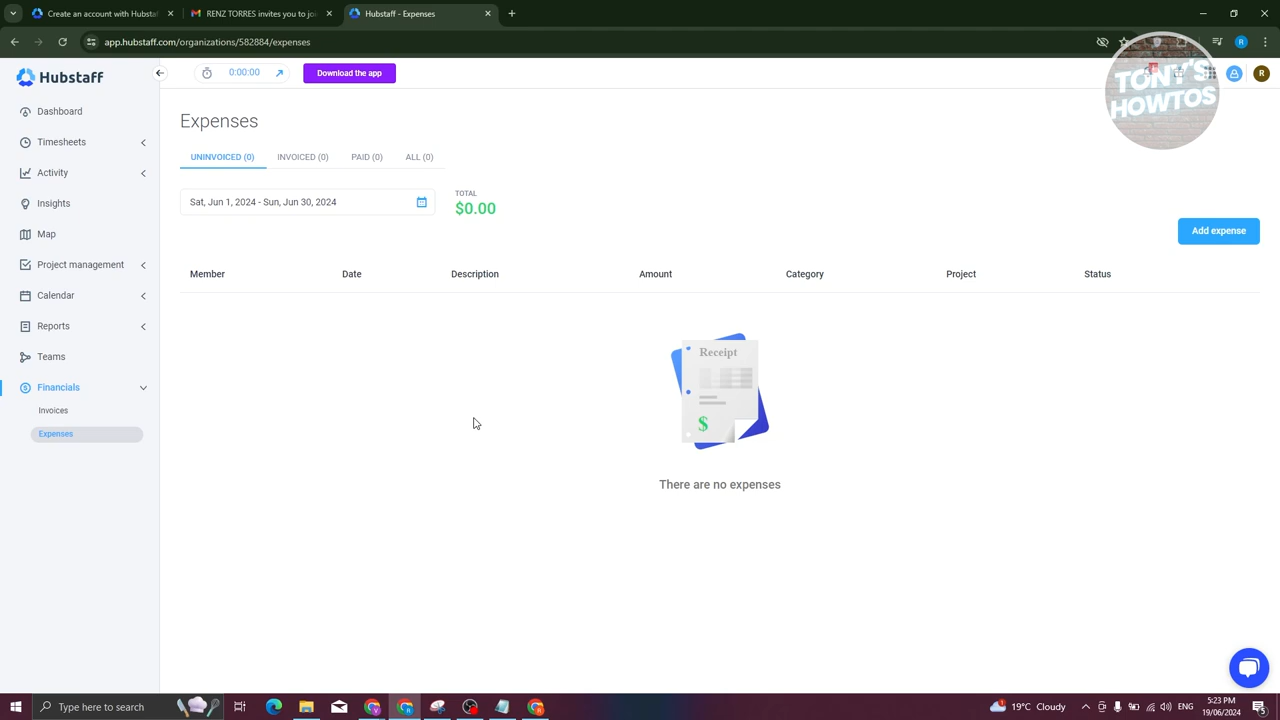 Create an account with Hubstaf
RENZ TORRES invites you to joi
Hubstaff - Expenses
app.hubstaff.com/organizations/582884/expenses
R
Hubstaff
0:00:00
Download the app
R
TONY'S
HOWTOS
Dashboard
Timesheets
Activity
Insights
Map
Project management
Calendar
Reports
Teams
Financials
Invoices
Expenses
Expenses
UNINVOICED (0)
INVOICED (0)
PAID (0)
ALL (0)
Sat, Jun 1, 2024 - Sun, Jun 30, 2024
TOTAL
$0.00
Add expense
Member
Date
Description
Amount
Category
Project
Status
Receipt
$
There are no expenses
Type here to search
19°C Cloudy
5:23 PM
19/06/2024